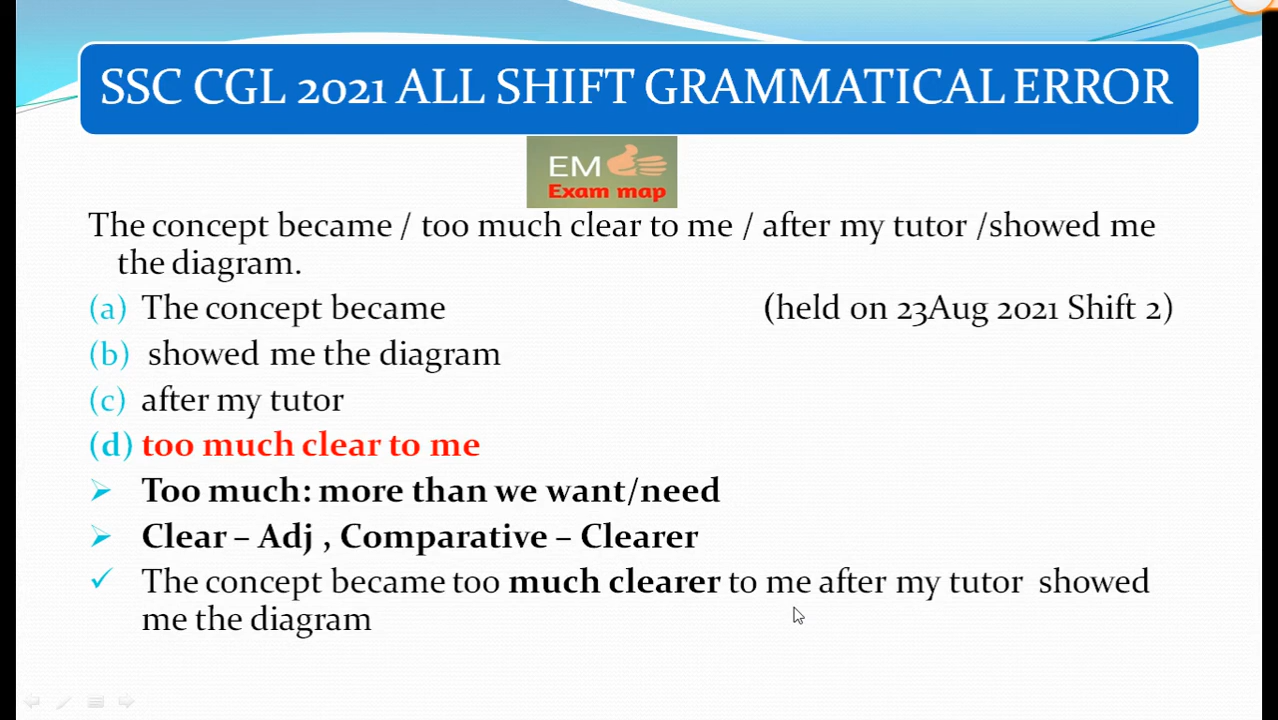 SSC CGL 2021 ALL SHIFT GRAMMATICAL ERROR
EM
Exam map
The concept became / too much clear to me / after my tutor /showed me
the diagram.
(a) The concept became (held on 23Aug 2021 Shift 2)
(b) showed me the diagram
(c) after my tutor
(d) too much clear to me
➢ Too much: more than we want/need
➢ Clear – Adj , Comparative – Clearer
✓ The concept became too much clearer to me after my tutor showed
me the diagram